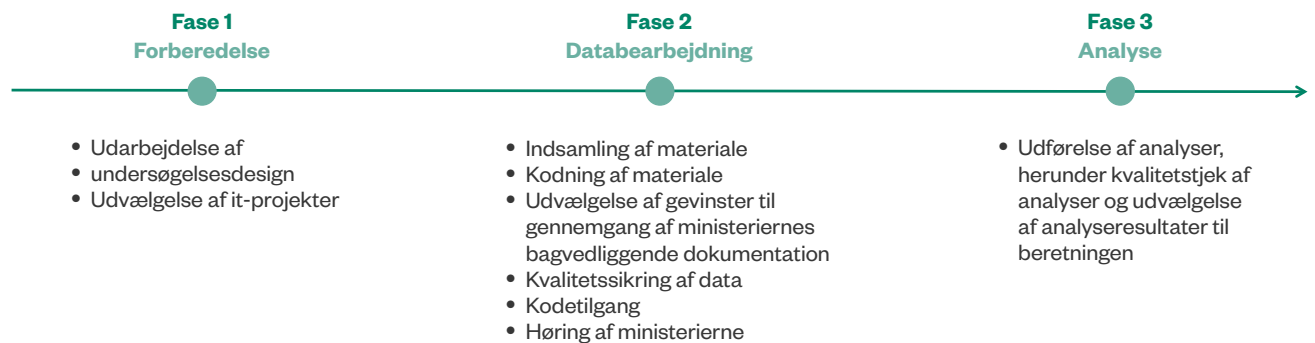 Fase 1
Forberedelse
• Udarbejdelse af
• undersøgelsesdesign
• Udvælgelse af it-projekter
Fase 2
Databearbejdning
• Indsamling af materiale
• Kodning af materiale
• Udvælgelse af gevinster til
gennemgang af ministeriernes
bagvedliggende dokumentation
• Kvalitetssikring af data
• Kodetilgang
• Høring af ministerierne
Fase 3
Analyse
• Udførelse af analyser,
herunder kvalitetstjek af
analyser og udvælgelse
af analyseresultater til
beretningen